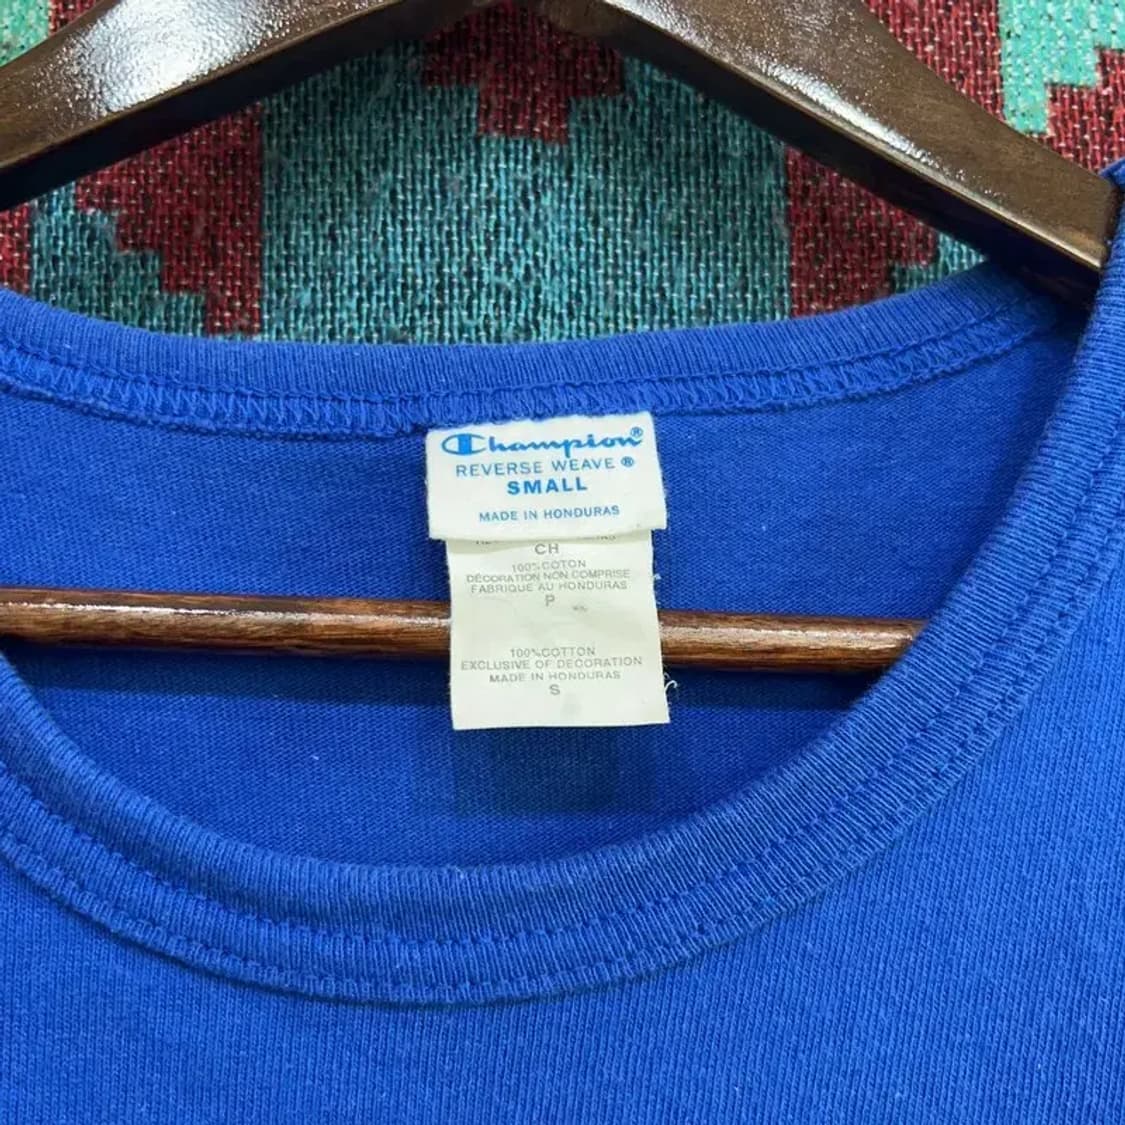 Champion®
REVERSE WEAVE ®
SMALL
MADE IN HONDURAS
CH
100%COTON
DÉCORATION NON COMPRISE
FABRIQUE AU HONDURAS
P
100%COTTON
EXCLUSIVE OF DECORATION
MADE IN HONDURAS
S